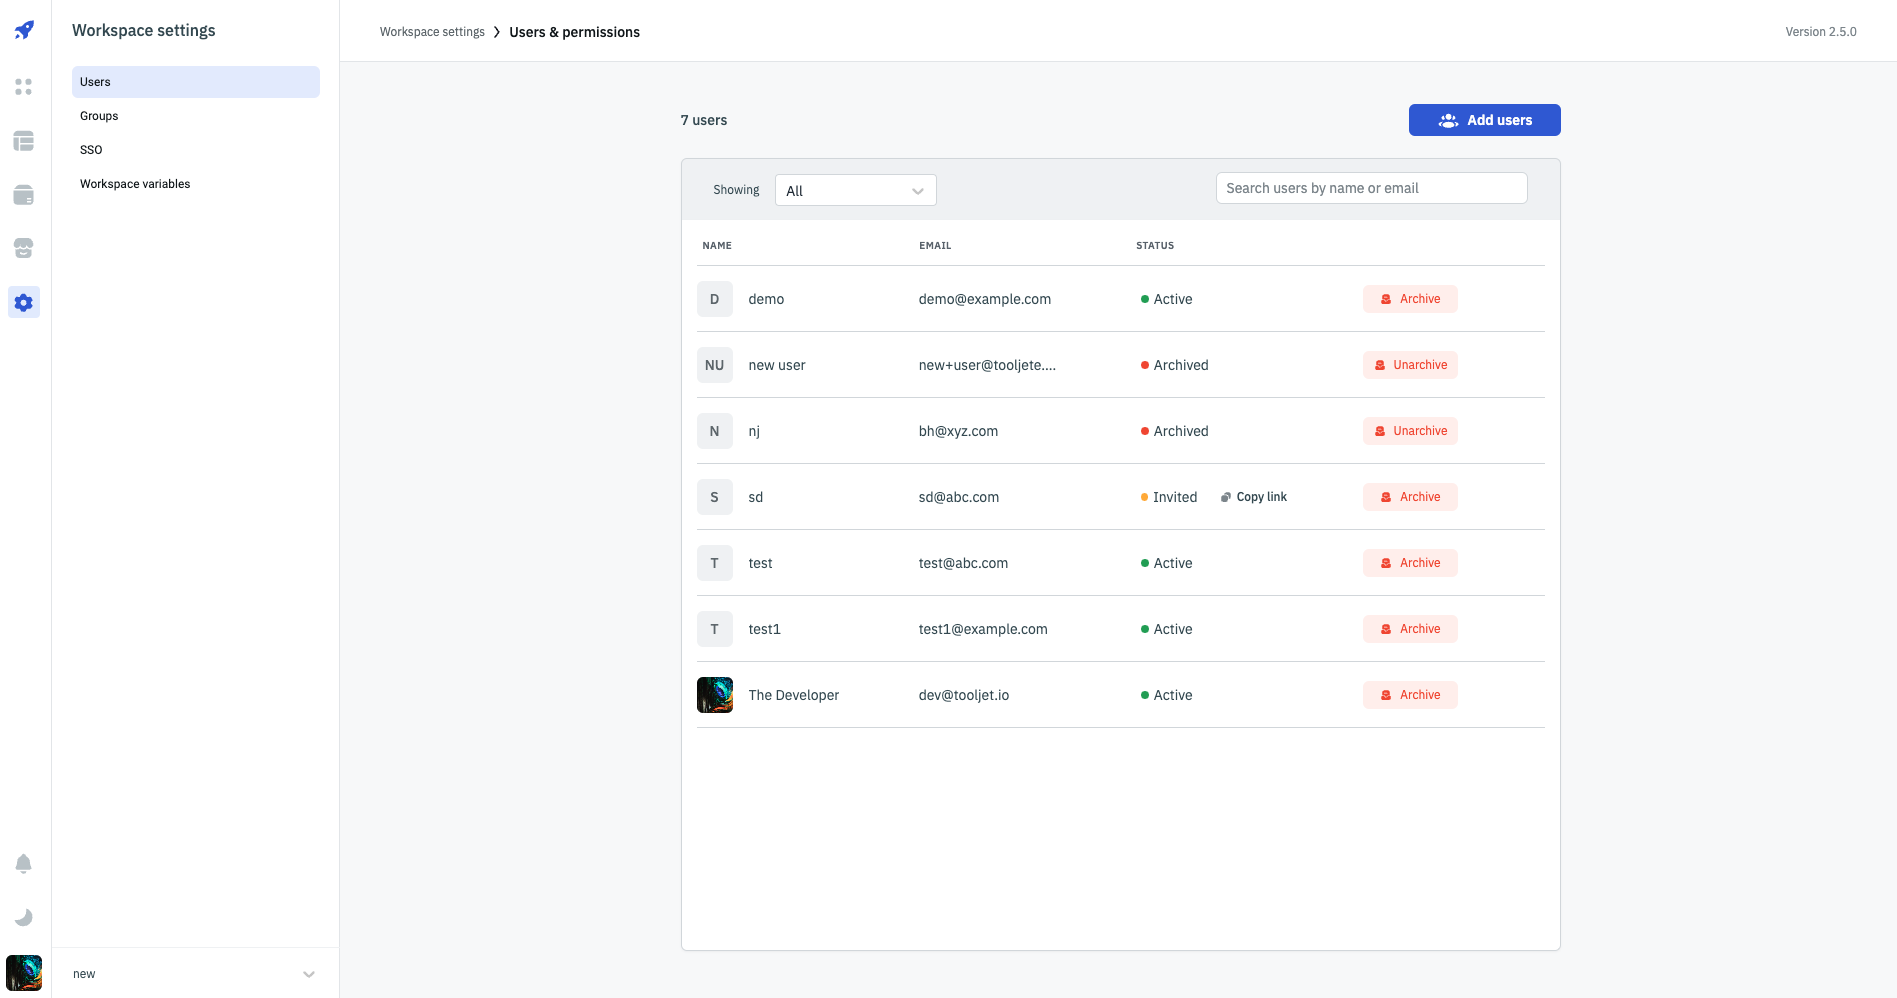 Workspace settings
Users
Groups
SSO
Workspace variables
new
Workspace settings > Users & permissions
Version 2.5.0
7 users
Add users
Showing All Search users by name or email
NAME EMAIL STATUS
D demo demo@example.com Active Archive
NU new user new+user@tooljete.... Archived Unarchive
N nj bh@xyz.com Archived Unarchive
S sd sd@abc.com Invited Copy link Archive
T test test@abc.com Active Archive
T test1 test1@example.com Active Archive
The Developer dev@tooljet.io Active Archive